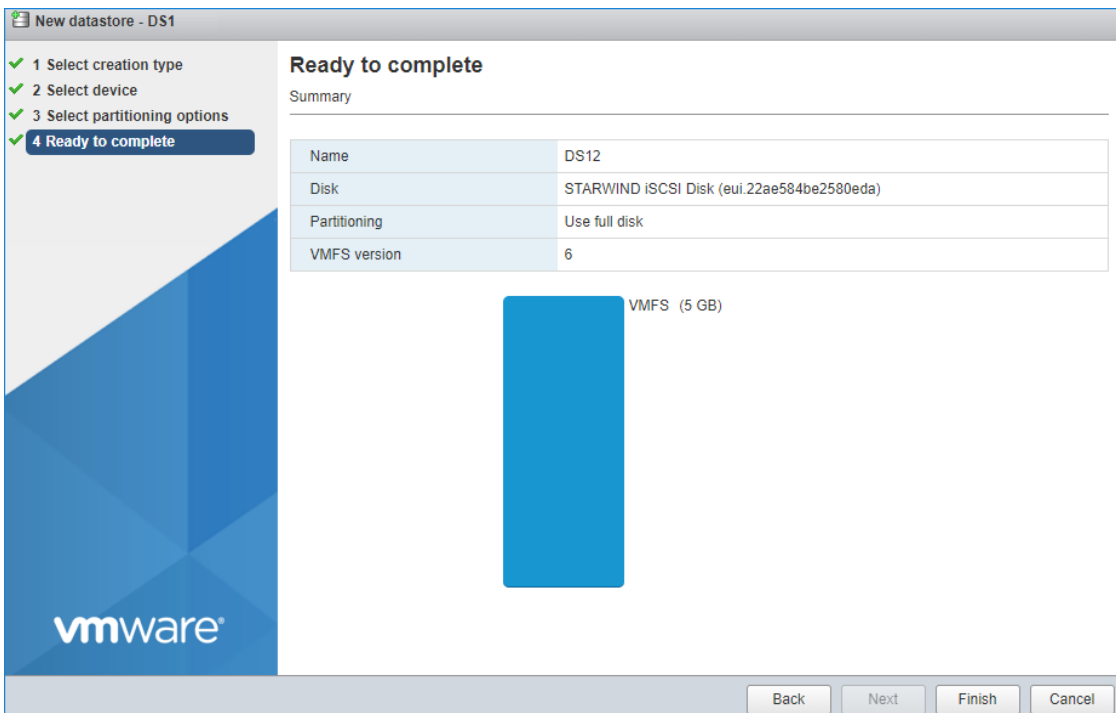 New datastore - DS1
1 Select creation type
2 Select device
3 Select partitioning options
4 Ready to complete
Ready to complete
Summary
Name DS12
Disk STARWIND iSCSI Disk (eui.22ae584be2580eda)
Partitioning Use full disk
VMFS version 6
VMFS (5 GB)
vmware®
Back Next Finish Cancel